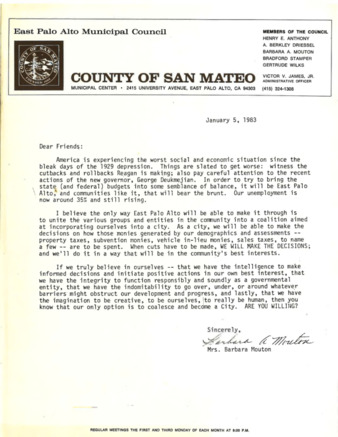 East Palo Alto Municipal Council
MEMBERS OF THE COUNCIL
HENRY E. ANTHONY
A. BERKLEY DRIESSEL
BARBARA A. MOUTON
BRADFORD STAMPER
GERTRUDE WILKS
VICTOR V. JAMES, JR.
ADMINISTRATIVE OFFICER
(415)
COUNTY OF SAN MATEO
MUNICIPAL CENTER • 2415 UNIVERSITY AVENUE, EAST PALO ALTO, CA 94303
January 5, 1983
Dear Friends:
America is experiencing the worst social and economic situation since the
bleak days of the 1929 depression. Things are slated to get worse: witness the
cutbacks and rollbacks Reagan is making; also pay careful attention to the recent
actions of the new governor, George Deukmejian. In order to try to bring the
state (and federal) budgets into some semblance of balance, it will be East Palo
Alto, and communities like it, that will bear the brunt. Our unemployment is
now around 35% and still rising.
I believe the only way East Palo Alto will be able to make it through is
to unite the various groups and entities in the community into a coalition aimed
at incorporating ourselves into a city. As a city, we will be able to make the
decisions on how those monies generated by our demographics and assessments --
property taxes, subvention monies, vehicle in-lieu monies, sales taxes, to name
a few -- are to be spent. When cuts have to be made, WE WILL MAKE THE DECISIONS;
and we'll do it in a way that will be in the community's best interests.
If we truly believe in ourselves -- that we have the intelligence to make
informed decisions and initiate positive actions in our own best interest, that
we have the integrity to function responsibly and soundly as a governmental
entity, that we have the indomitability to go over, under, or around whatever
barriers might obstruct our development and progress, and lastly, that we have
the imagination to be creative, to be ourselves, to really be human, then you
know that our only option is to coalesce and become a City. ARE YOU WILLING?
Sincerely,
Barbara A. Mouton
Mrs. Barbara Mouton
REGULAR MEETINGS THE FIRST AND THIRD MONDAY OF EACH MONTH AT 8:00 P.M.